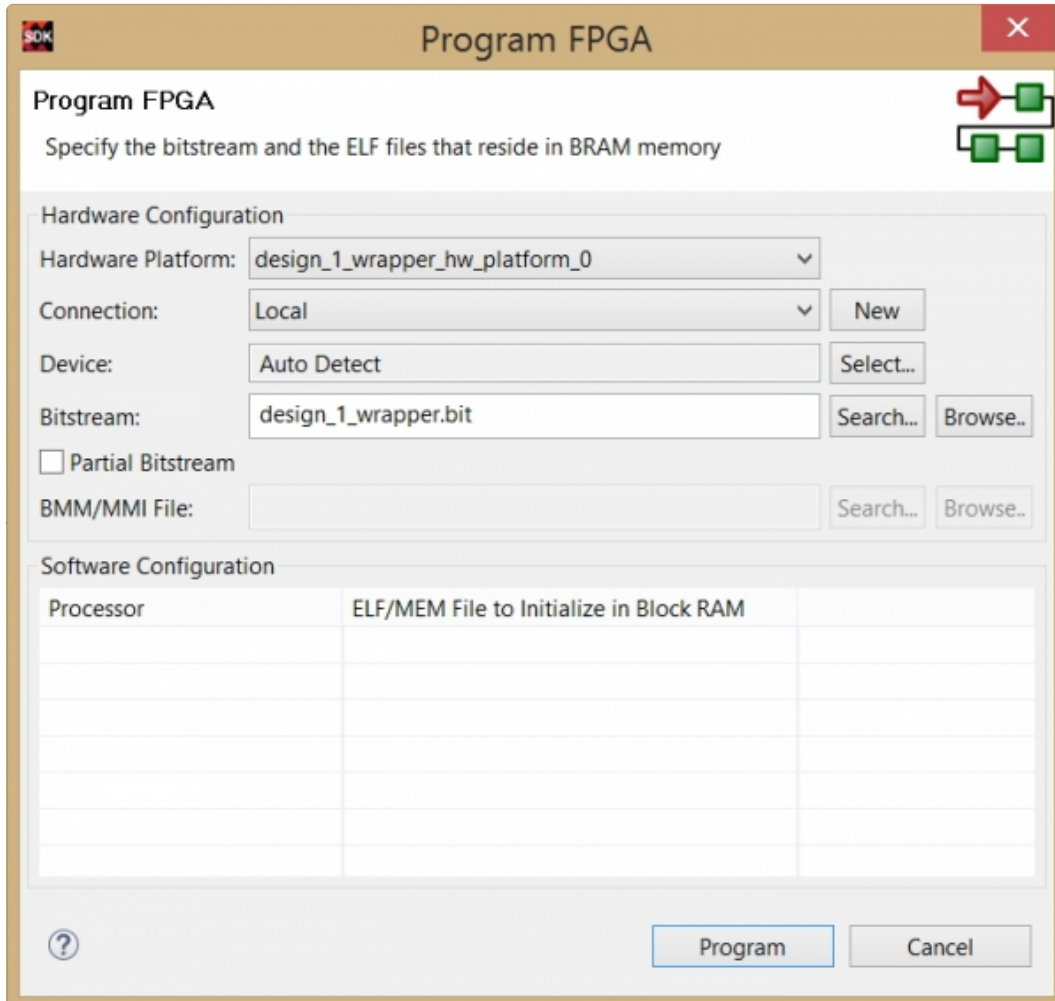 SDK
Program FPGA
Program FPGA
Specify the bitstream and the ELF files that reside in BRAM memory
Hardware Configuration
Hardware Platform: design_1_wrapper_hw_platform_0
Connection: Local New
Device: Auto Detect Select...
Bitstream: design_1_wrapper.bit Search... Browse..
Partial Bitstream
BMM/MMI File: Search... Browse..
Software Configuration
Processor ELF/MEM File to Initialize in Block RAM
? Program Cancel